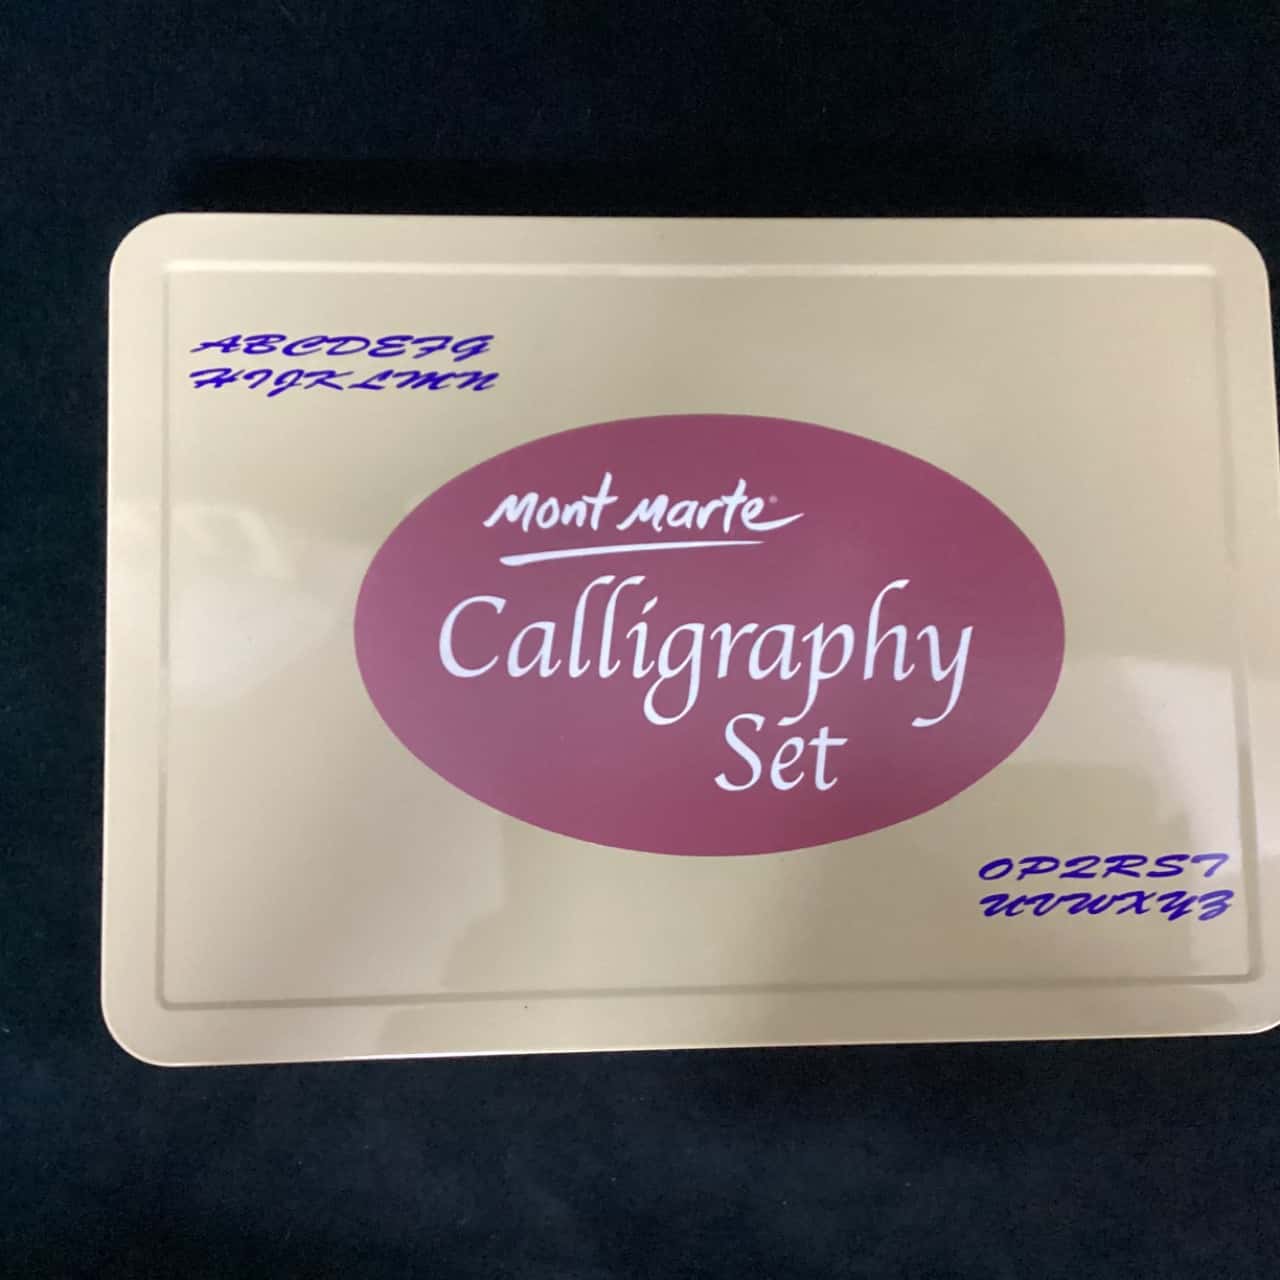 ABCDEFG
HIJKLMN
Mont Marte®
Calligraphy
Set
OPQRST
UVWXYZ